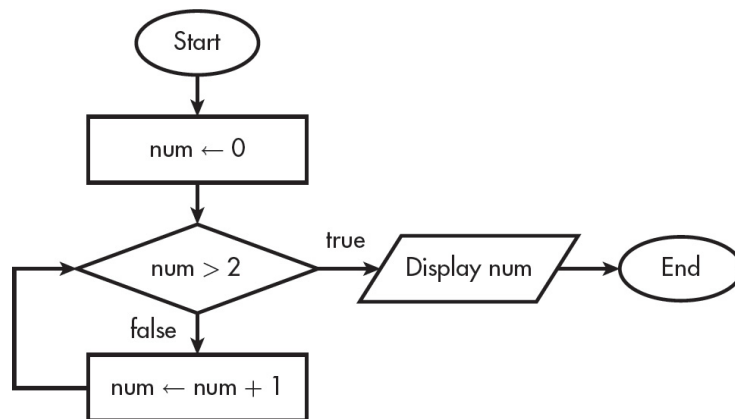 Start
num ← 0
num > 2
true
Display num
End
false
num ← num + 1